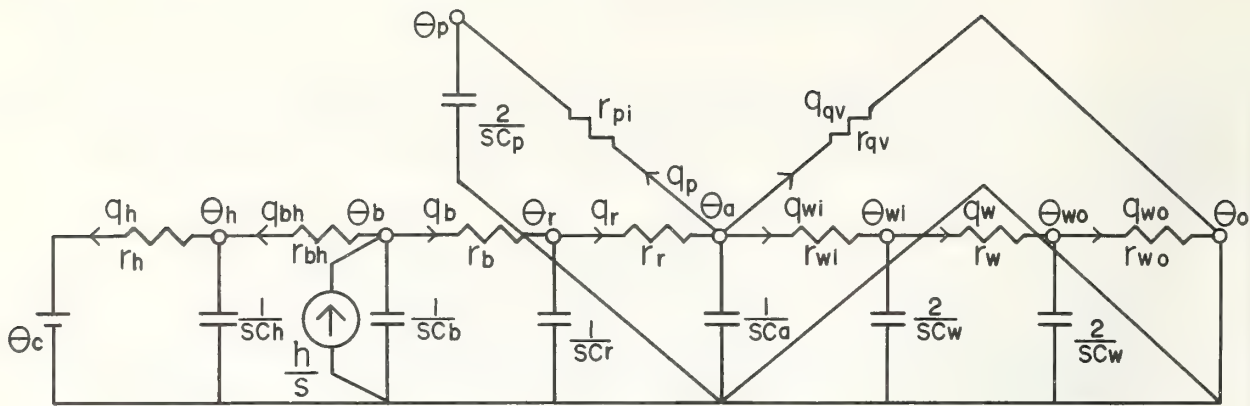 θp
2/SCp
rpi
qp
qqv
rqv
qh
θh
qbh
θb
qb
θr
qr
θa
qwi
θwi
qw
θwo
qwo
θo
rh
rbh
rb
rr
rwi
rw
rwo
θc
1/SCh
h/S
1/SCb
1/SCr
1/SCa
2/SCw
2/SCw